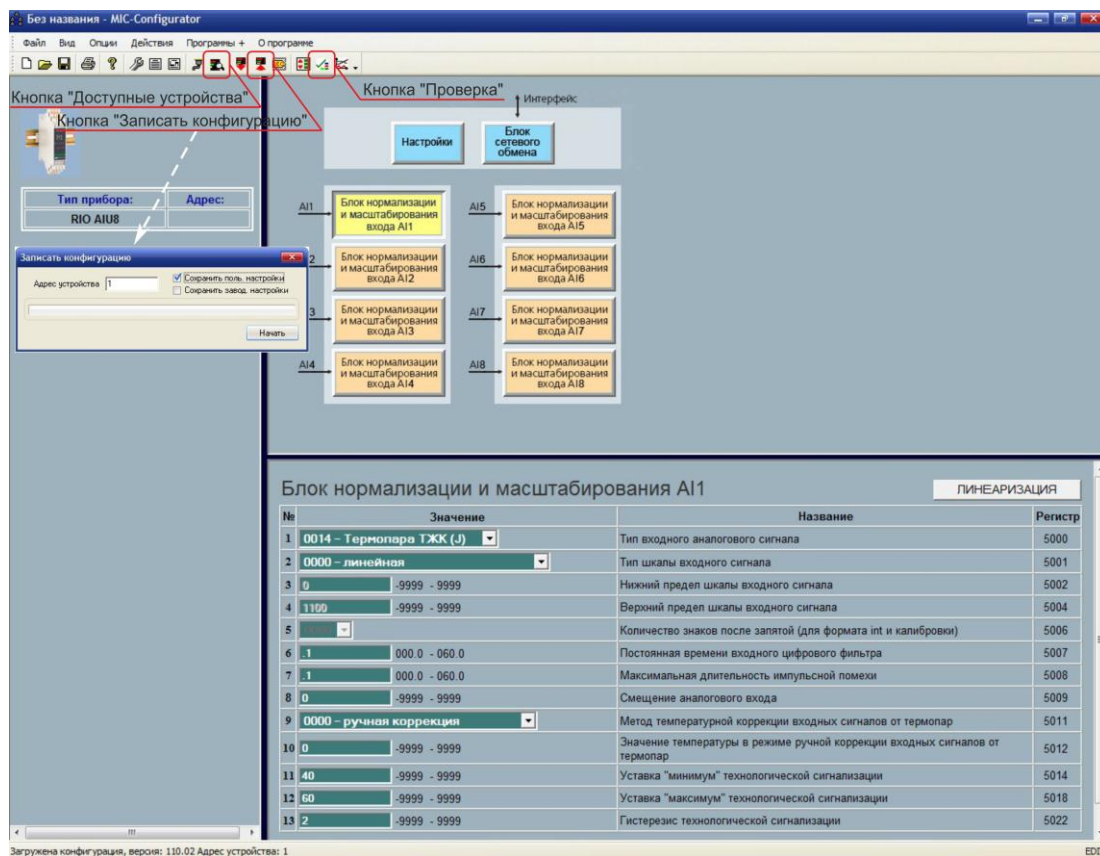 Без названия - MIC-Configurator
Файл Вид Опции Действия Программы + О программе
Кнопка "Доступные устройства"
Кнопка "Проверка"
Кнопка "Записать конфигурацию"
Интерфейс
Настройки
Блок
сетевого
обмена
Тип прибора: Адрес:
RIO AIU8
AI1
Блок нормализации
и масштабирования
входа AI1
AI5
Блок нормализации
и масштабирования
входа AI5
Записать конфигурацию
Адрес устройства 1
Сохранить поль. настройки
Сохранить завод. настройки
Начать
2
Блок нормализации
и масштабирования
входа AI2
AI6
Блок нормализации
и масштабирования
входа AI6
3
Блок нормализации
и масштабирования
входа AI3
AI7
Блок нормализации
и масштабирования
входа AI7
AI4
Блок нормализации
и масштабирования
входа AI4
AI8
Блок нормализации
и масштабирования
входа AI8
Блок нормализации и масштабирования AI1
ЛИНЕАРИЗАЦИЯ
№ Значение Название Регистр
1 0014 – Термопара ТЖК (J) Тип входного аналогового сигнала 5000
2 0000 – линейная Тип шкалы входного сигнала 5001
3 0 -9999 - 9999 Нижний предел шкалы входного сигнала 5002
4 1100 -9999 - 9999 Верхний предел шкалы входного сигнала 5004
5 Количество знаков после запятой (для формата int и калибровки) 5006
6 .1 000.0 - 060.0 Постоянная времени входного цифрового фильтра 5007
7 .1 000.0 - 060.0 Максимальная длительность импульсной помехи 5008
8 0 -9999 - 9999 Смещение аналогового входа 5009
9 0000 – ручная коррекция Метод температурной коррекции входных сигналов от термопар 5011
10 0 -9999 - 9999 Значение температуры в режиме ручной коррекции входных сигналов от
термопар 5012
11 40 -9999 - 9999 Уставка "минимум" технологической сигнализации 5014
12 60 -9999 - 9999 Уставка "максимум" технологической сигнализации 5018
13 2 -9999 - 9999 Гистерезис технологической сигнализации 5022
Загружена конфигурация, версия: 110.02 Адрес устройства: 1